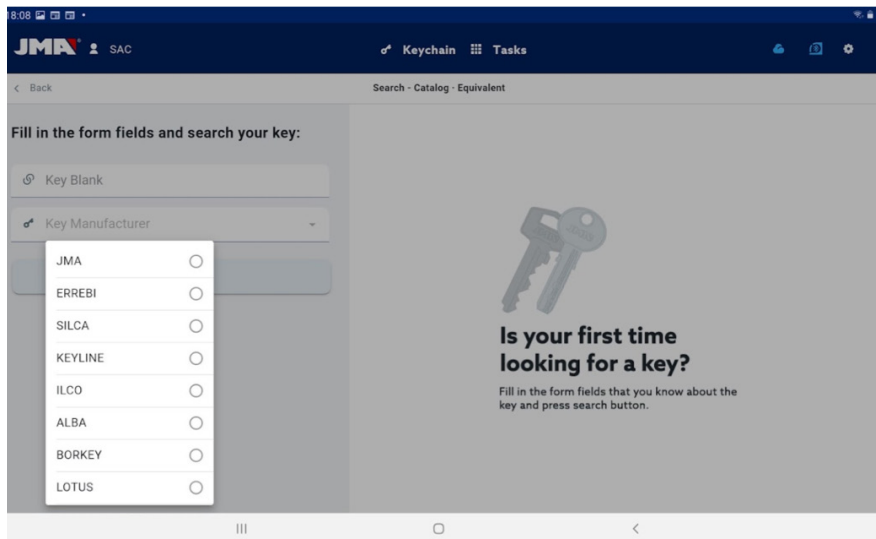 18:08
JMA SAC Keychain Tasks
Back Search - Catalog - Equivalent
Fill in the form fields and search your key:
Key Blank
Key Manufacturer
JMA
ERREBI
SILCA
KEYLINE
ILCO
ALBA
BORKEY
LOTUS
Is your first time
looking for a key?
Fill in the form fields that you know about the
key and press search button.